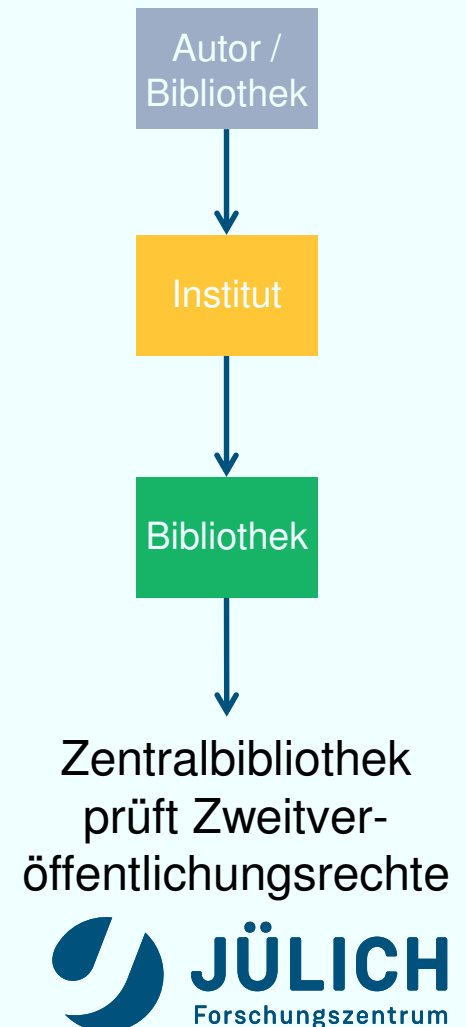 Autor /
Bibliothek
Institut
Bibliothek
Zentralbibliothek
prüft Zweitver-
öffentlichungsrechte
JÜLICH
Forschungszentrum